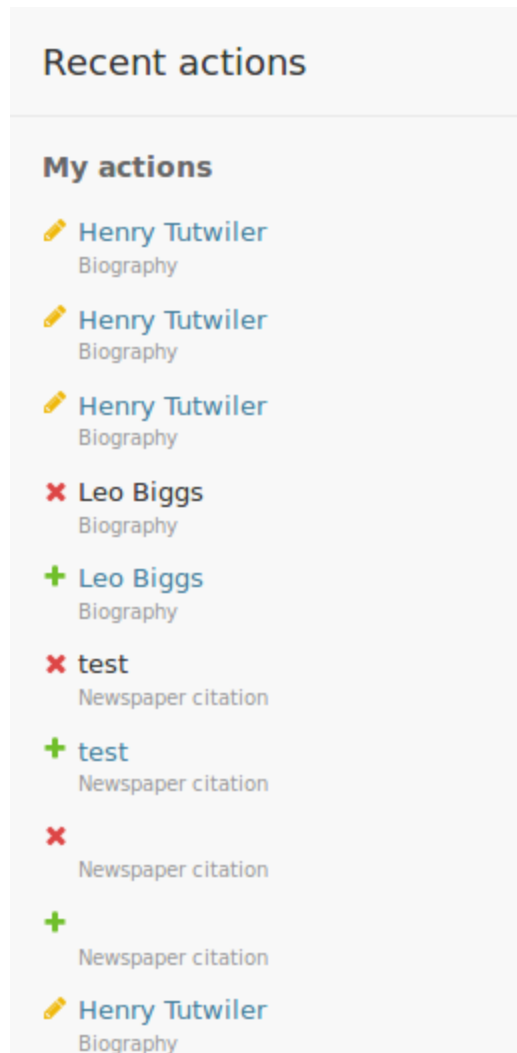 Recent actions
My actions
Henry Tutwiler
Biography
Henry Tutwiler
Biography
Henry Tutwiler
Biography
Leo Biggs
Biography
Leo Biggs
Biography
test
Newspaper citation
test
Newspaper citation
Newspaper citation
Newspaper citation
Henry Tutwiler
Biography